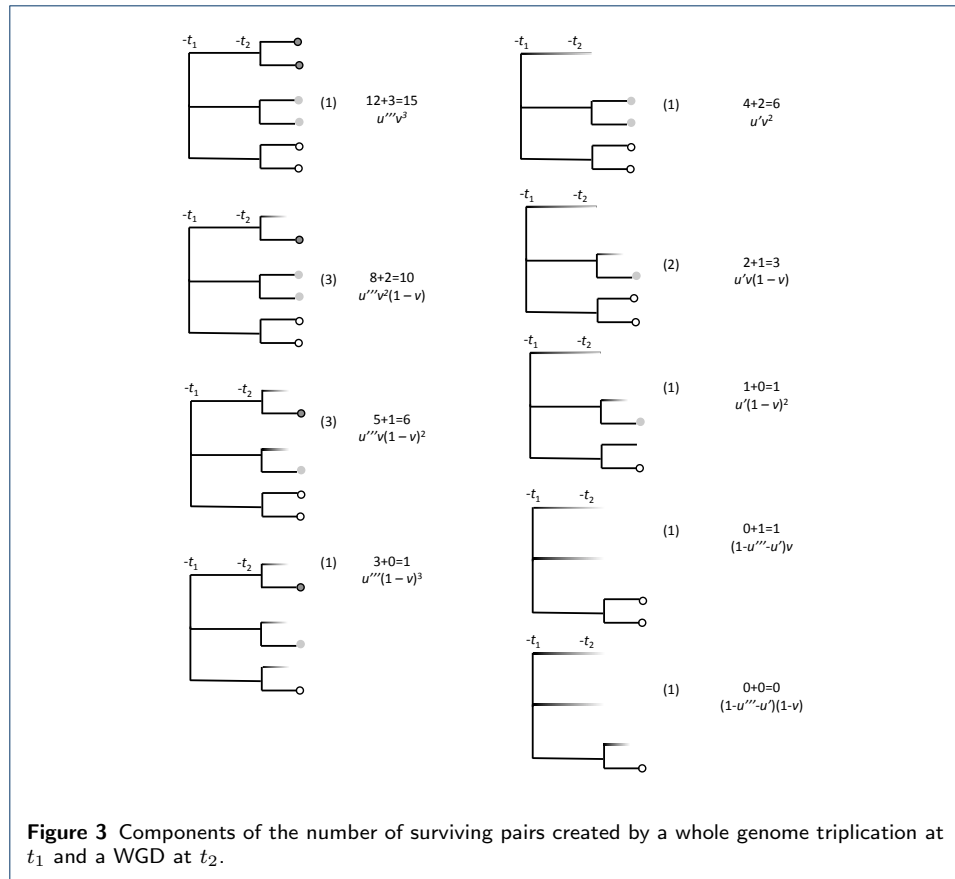 -t₁ -t₂
(1) 12+3=15
u'''v³
-t₁ -t₂
(3) 8+2=10
u'''v²(1 – v)
-t₁ -t₂
(3) 5+1=6
u'''v(1 – v)²
-t₁ -t₂
(1) 3+0=1
u'''(1 – v)³
-t₁ -t₂
(1) 4+2=6
u'v²
-t₁ -t₂
(2) 2+1=3
u'v(1 – v)
-t₁ -t₂
(1) 1+0=1
u'(1 – v)²
-t₁ -t₂
(1) 0+1=1
(1-u'''-u')v
-t₁ -t₂
(1) 0+0=0
(1-u'''-u')(1-v)
Figure 3 Components of the number of surviving pairs created by a whole genome triplication at
t₁ and a WGD at t₂.